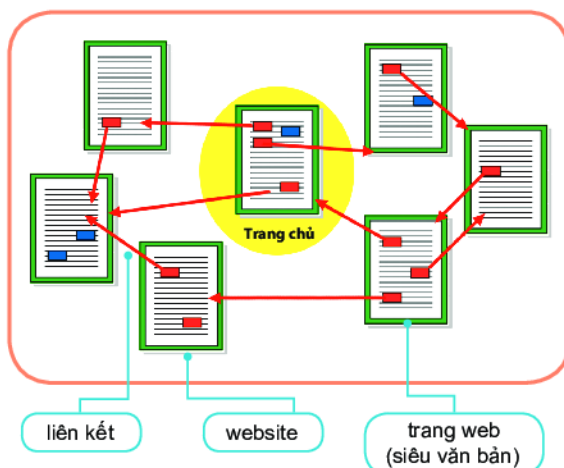 Trang chủ
liên kết
website
trang web
(siêu văn bản)